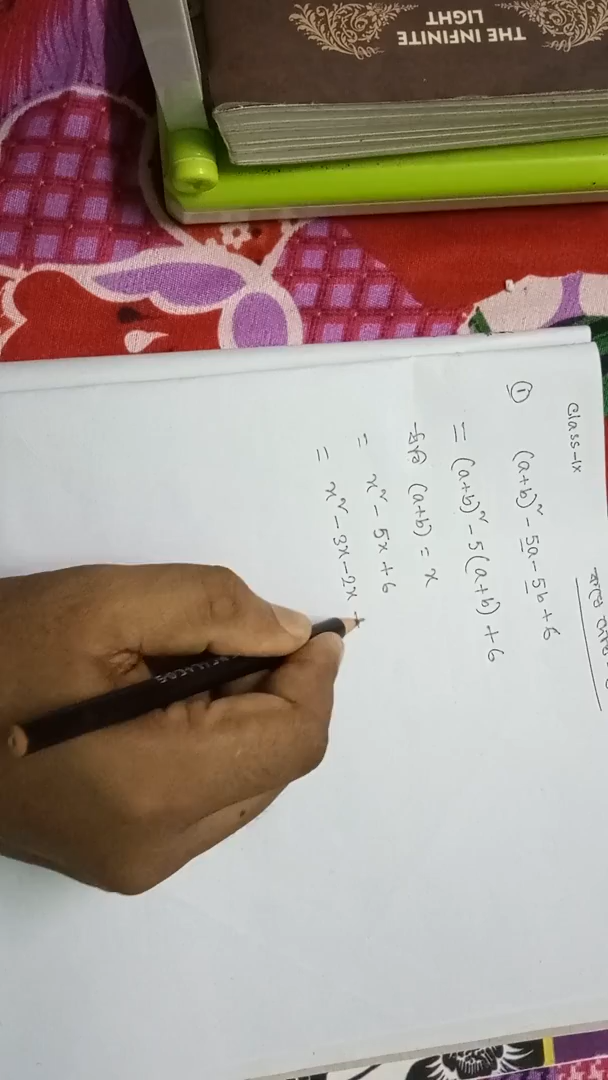 THE INFINITE
LIGHT
Class-IX
① (a+b)² - 5a - 5b + 6
= (a+b)² - 5(a+b) + 6
ধরি (a+b) = x
= x² - 5x + 6
= x² - 3x - 2x +